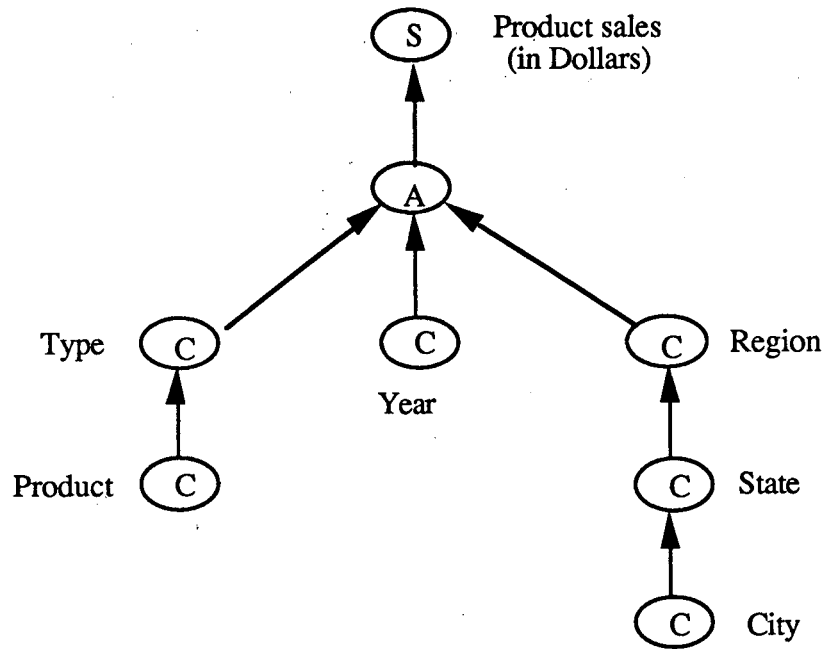 S Product sales
(in Dollars)
A
Type C C C Region
Year
Product C C State
C City